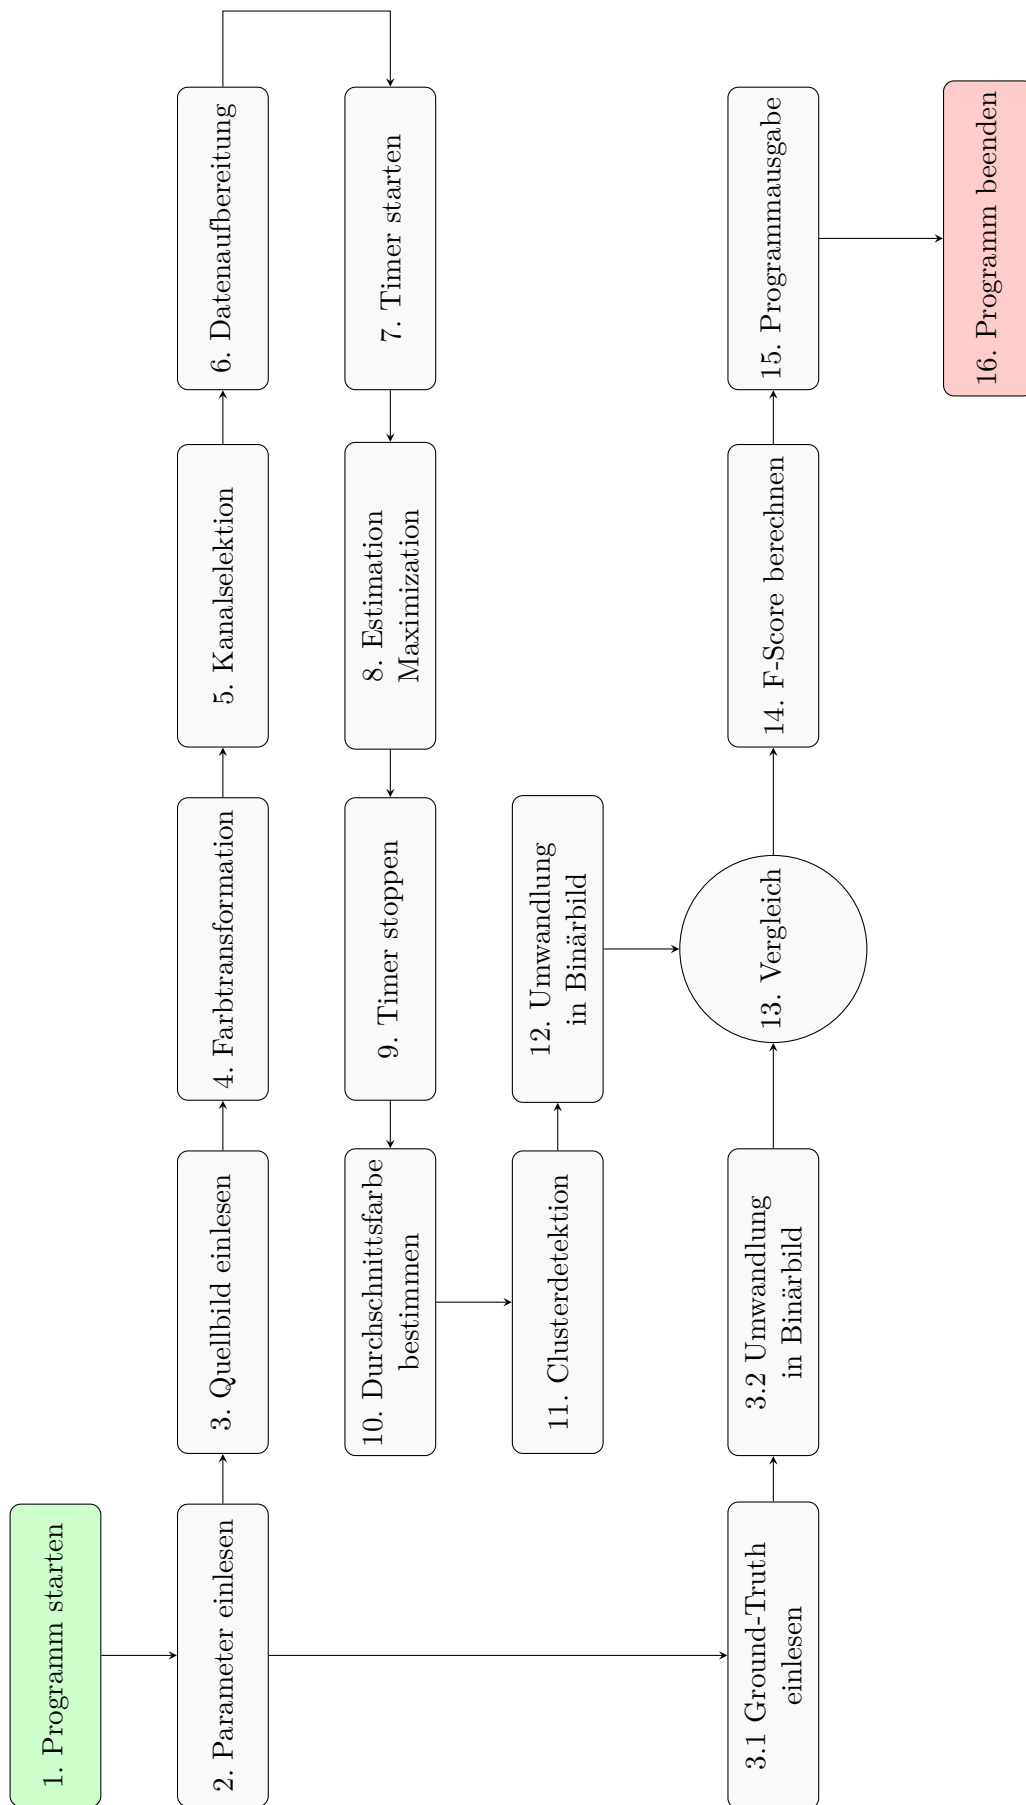 1. Programm starten
2. Parameter einlesen
3. Quellbild einlesen
4. Farbtransformation
5. Kanalselektion
6. Datenaufbereitung
7. Timer starten
8. Estimation
Maximization
9. Timer stoppen
10. Durchschnittsfarbe
bestimmen
11. Clusterdetektion
12. Umwandlung
in Binärbild
3.1 Ground-Truth
einlesen
3.2 Umwandlung
in Binärbild
13. Vergleich
14. F-Score berechnen
15. Programmausgabe
16. Programm beenden